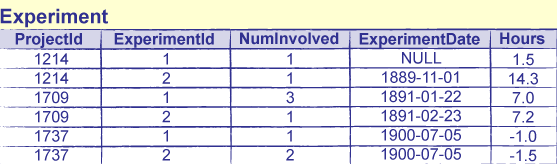 Experiment
ProjectId ExperimentId NumInvolved ExperimentDate Hours
1214 1 1 NULL 1.5
1214 2 1 1889-11-01 14.3
1709 1 3 1891-01-22 7.0
1709 2 1 1891-02-23 7.2
1737 1 1 1900-07-05 -1.0
1737 2 2 1900-07-05 -1.5